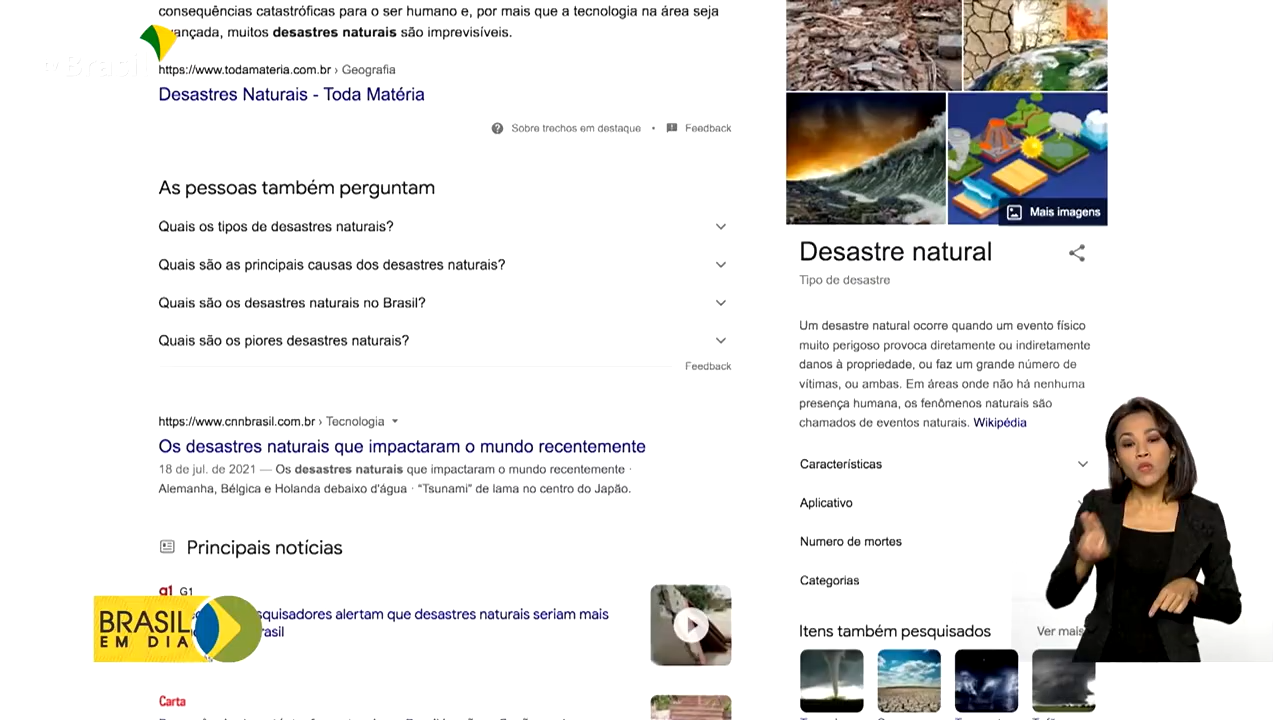 consequências catastróficas para o ser humano e, por mais que a tecnologia na área seja
avançada, muitos desastres naturais são imprevisíveis.
tvBrasil
https://www.todamateria.com.br › Geografia
Desastres Naturais - Toda Matéria
Sobre trechos em destaque • Feedback
As pessoas também perguntam
Quais os tipos de desastres naturais?
Quais são as principais causas dos desastres naturais?
Quais são os desastres naturais no Brasil?
Quais são os piores desastres naturais?
Feedback
https://www.cnnbrasil.com.br › Tecnologia
Os desastres naturais que impactaram o mundo recentemente
18 de jul. de 2021 — Os desastres naturais que impactaram o mundo recentemente ·
Alemanha, Bélgica e Holanda debaixo d'água · "Tsunami" de lama no centro do Japão.
Principais notícias
g1 G1
squisadores alertam que desastres naturais seriam mais
rasil
BRASIL
EM DIA
Carta
Mais imagens
Desastre natural
Tipo de desastre
Um desastre natural ocorre quando um evento físico
muito perigoso provoca diretamente ou indiretamente
danos à propriedade, ou faz um grande número de
vítimas, ou ambas. Em áreas onde não há nenhuma
presença humana, os fenômenos naturais são
chamados de eventos naturais. Wikipédia
Características
Aplicativo
Numero de mortes
Categorias
Itens também pesquisados
Ver mais